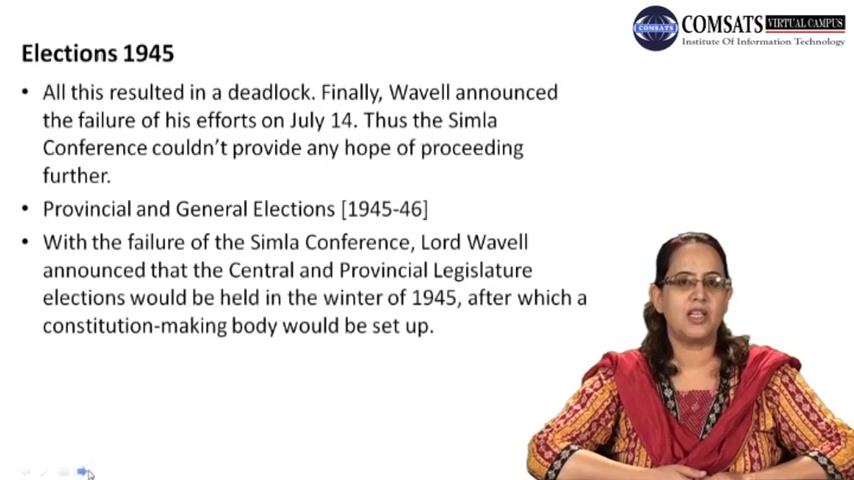 COMSATS VIRTUAL CAMPUS
COMSATS
Institute Of Information Technology
Elections 1945
• All this resulted in a deadlock. Finally, Wavell announced
the failure of his efforts on July 14. Thus the Simla
Conference couldn't provide any hope of proceeding
further.
• Provincial and General Elections [1945-46]
• With the failure of the Simla Conference, Lord Wavell
announced that the Central and Provincial Legislature
elections would be held in the winter of 1945, after which a
constitution-making body would be set up.